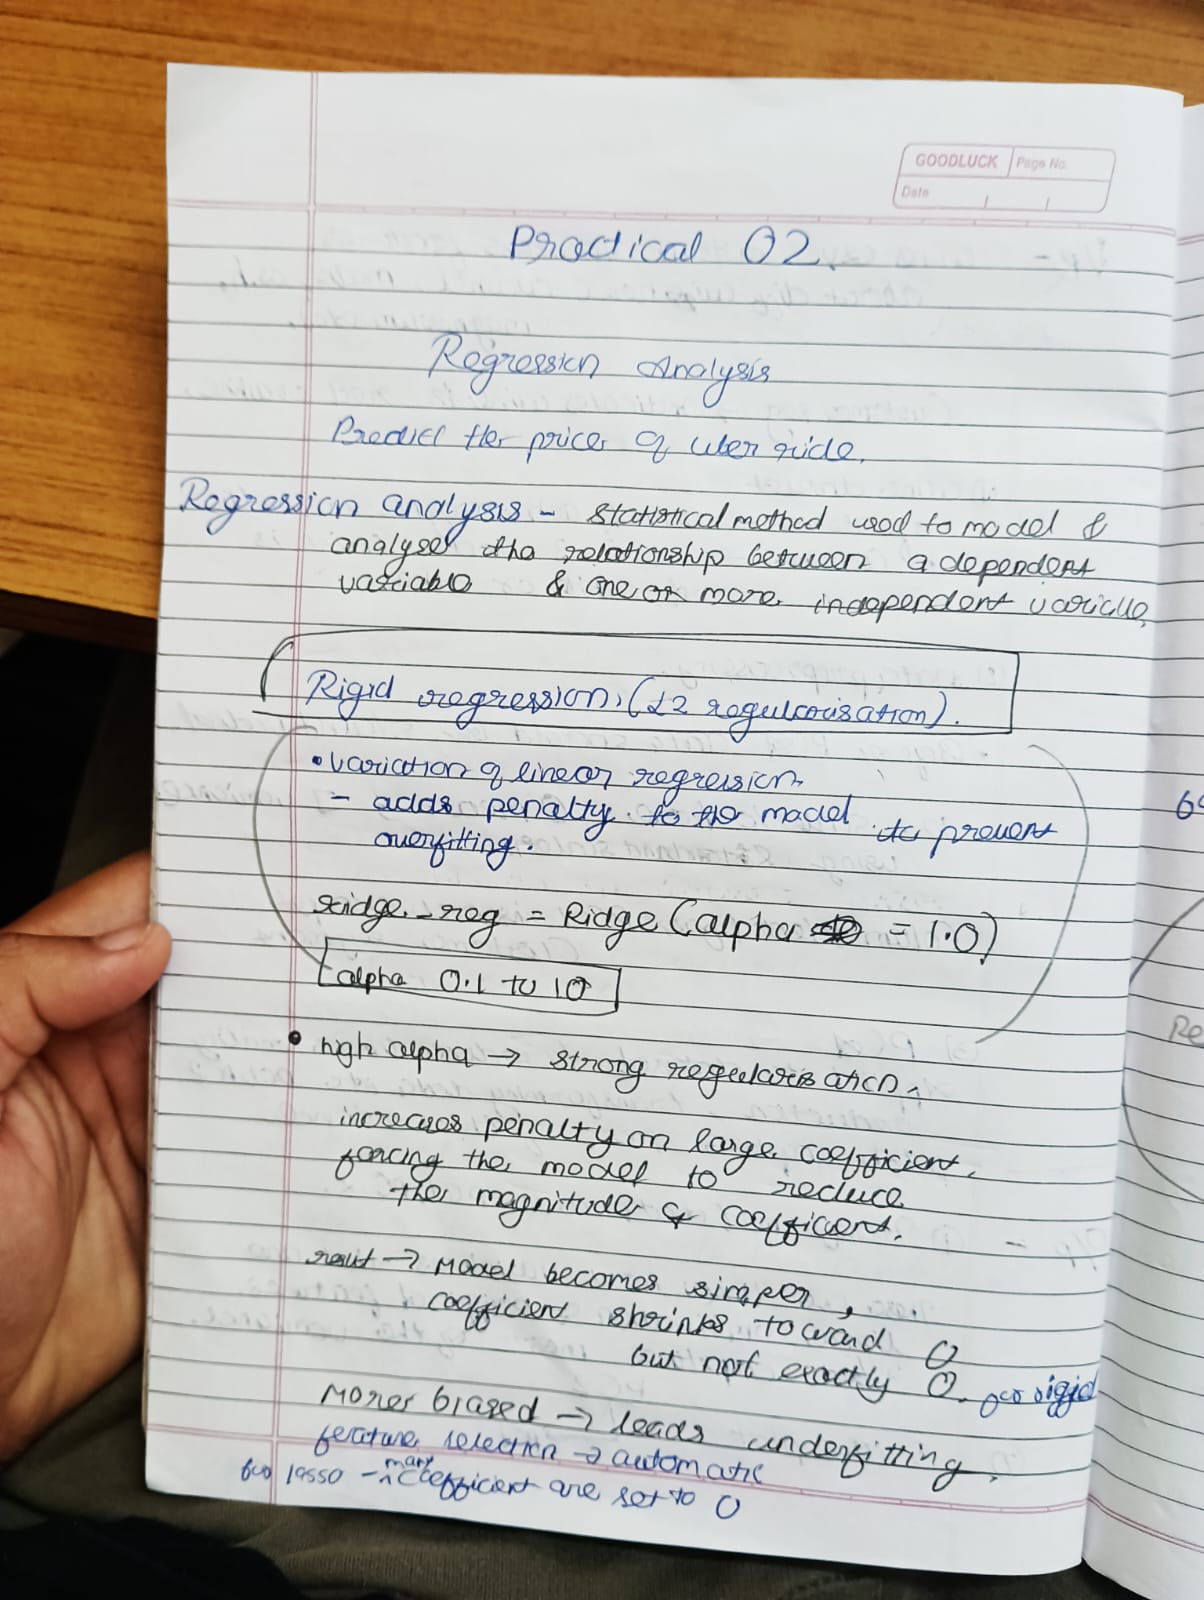 GOODLUCK Page No.
Date
Practical 02.
Regression Analysis
Predict the price of uber ride.
Regression analysis - statistical method used to model &
analyse the relationship between a dependent
variable & one or more independent variable.
Rigid regression. (L2 regularisation).
• variation of linear regression
- adds penalty to the model to prevent
overfitting.
ridge_reg = Ridge (alpha = 1.0)
alpha 0.1 to 10
• high alpha → strong regularisation,
increases penalty on large coefficient,
forcing the model to reduce
the magnitude of coefficient.
result → Model becomes simpler,
coefficient shrinks toward 0
but not exactly 0. for rigid
More biased → leads underfitting.
feature selection → automatic
for lasso - many coefficient are set to 0
6
Re